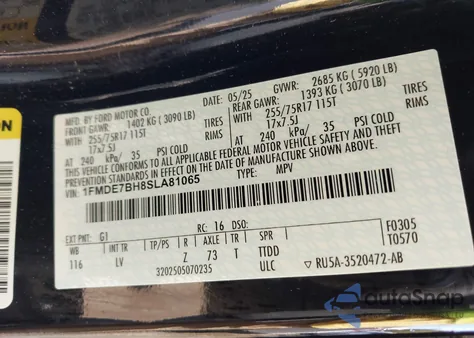 ON
MFD. BY FORD MOTOR CO. 05/25 GVWR: 2685 KG (5920 LB)
FRONT GAWR: 1402 KG (3090 LB) REAR GAWR: 1393 KG (3070 LB)
WITH 255/75R17 115T TIRES WITH 255/75R17 115T TIRES
17x7.5J RIMS 17x7.5J RIMS
AT 240 kPa/ 35 PSI COLD AT 240 kPa/ 35 PSI COLD
THIS VEHICLE CONFORMS TO ALL APPLICABLE FEDERAL MOTOR VEHICLE SAFETY AND THEFT
PREVENTION STANDARDS IN EFFECT ON THE DATE OF MANUFACTURE SHOWN ABOVE.
VIN: 1FMDE7BH8SLA81065 TYPE: MPV
EXT PNT: G1 RC: 16 DSO: F0305
WB INT TR TP/PS R AXLE TR SPR T0570
116 LV Z 73 T TTDD
3202505070235 ULC ▽ RU5A-3520472-AB
autoSnap